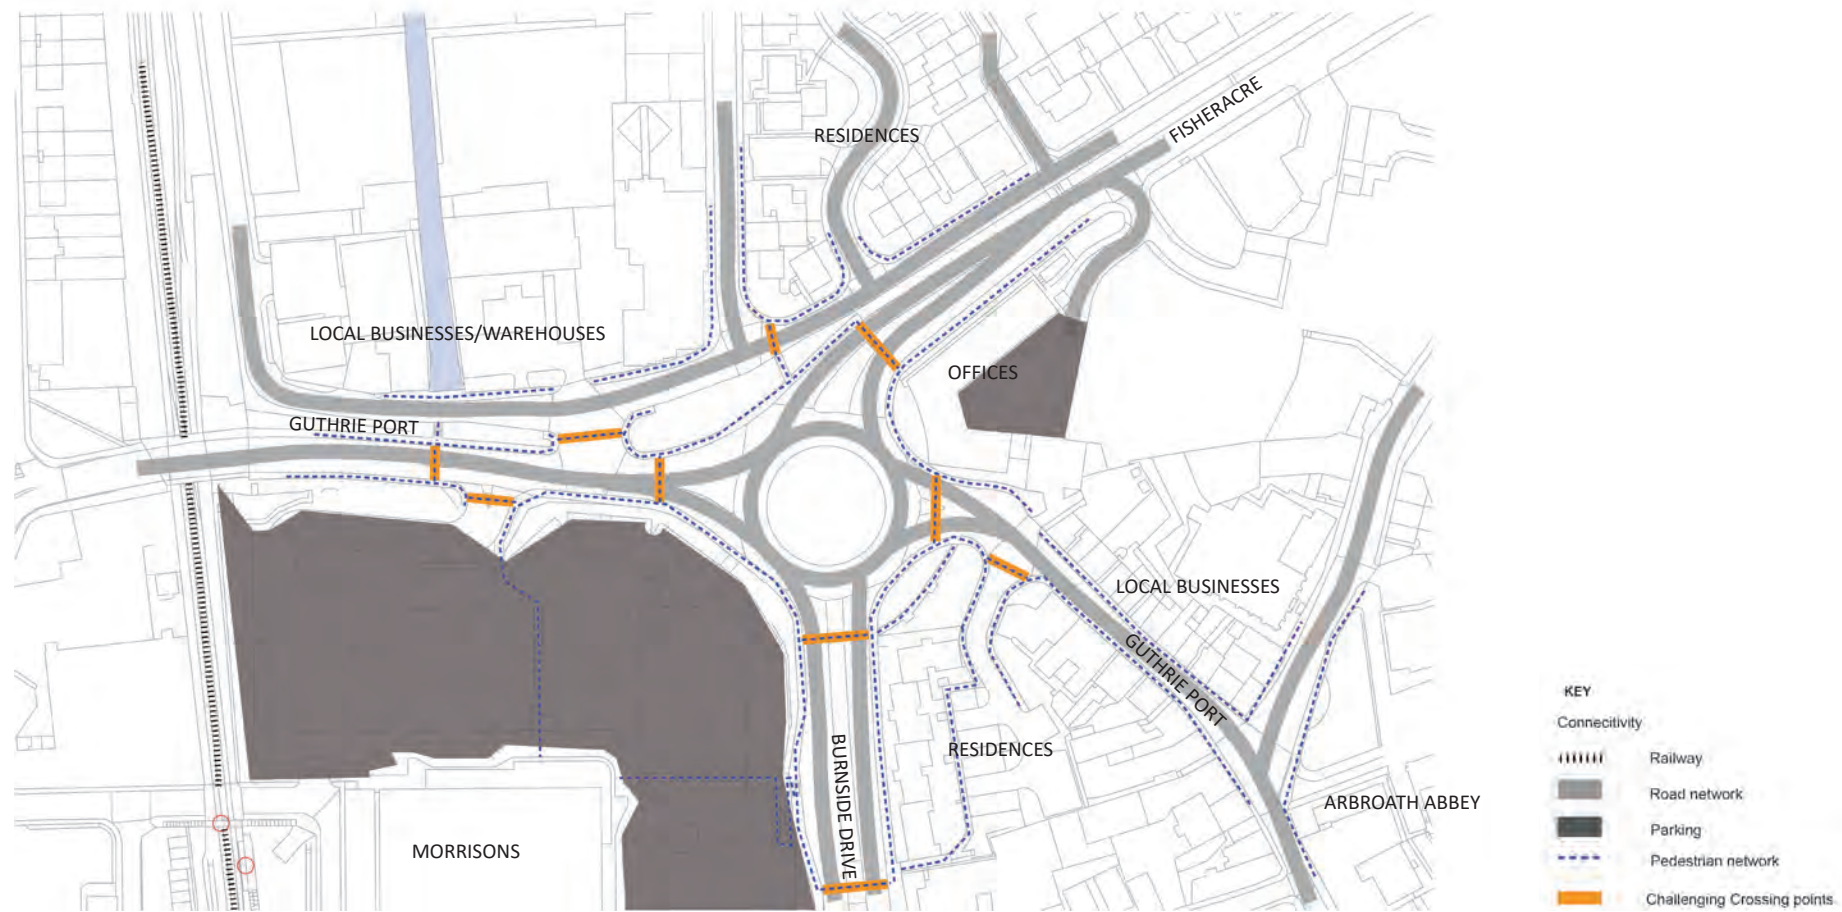 FISHERACRE
RESIDENCES
LOCAL BUSINESSES/WAREHOUSES
OFFICES
GUTHRIE PORT
LOCAL BUSINESSES
GUTHRIE PORT
RESIDENCES
BURNSIDE DRIVE
ARBROATH ABBEY
MORRISONS
KEY
Connecitivity
Railway
Road network
Parking
Pedestrian network
Challenging Crossing points